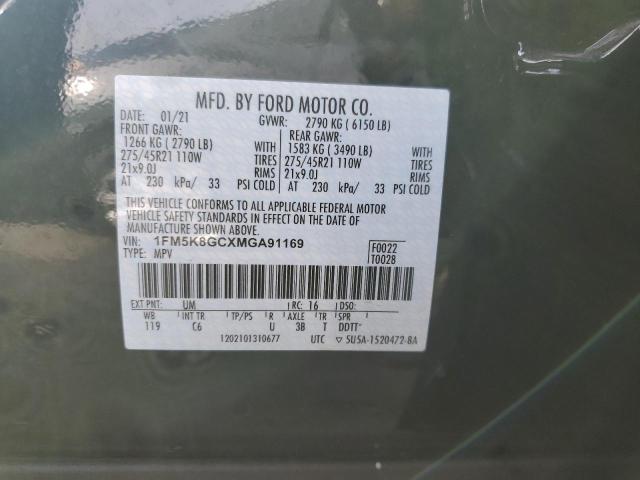 MFD. BY FORD MOTOR CO.
DATE: 01/21 GVWR: 2790 KG ( 6150 LB)
FRONT GAWR: REAR GAWR:
1266 KG ( 2790 LB) WITH 1583 KG ( 3490 LB) WITH
275/45R21 110W TIRES 275/45R21 110W TIRES
21x9.0J RIMS 21x9.0J RIMS
AT 230 kPa/ 33 PSI COLD AT 230 kPa/ 33 PSI COLD
THIS VEHICLE CONFORMS TO ALL APPLICABLE FEDERAL MOTOR
VEHICLE SAFETY STANDARDS IN EFFECT ON THE DATE OF
MANUFACTURE SHOWN ABOVE.
VIN: 1FM5K8GCXMGA91169 F0022
TYPE: MPV T0028
EXT PNT: UM RC: 16 DSO:
WB INT TR TP/PS R AXLE TR SPR
119 C6 U 3B T DDTT
1202101310677 UTC ▽ 5U5A-1520472-8A